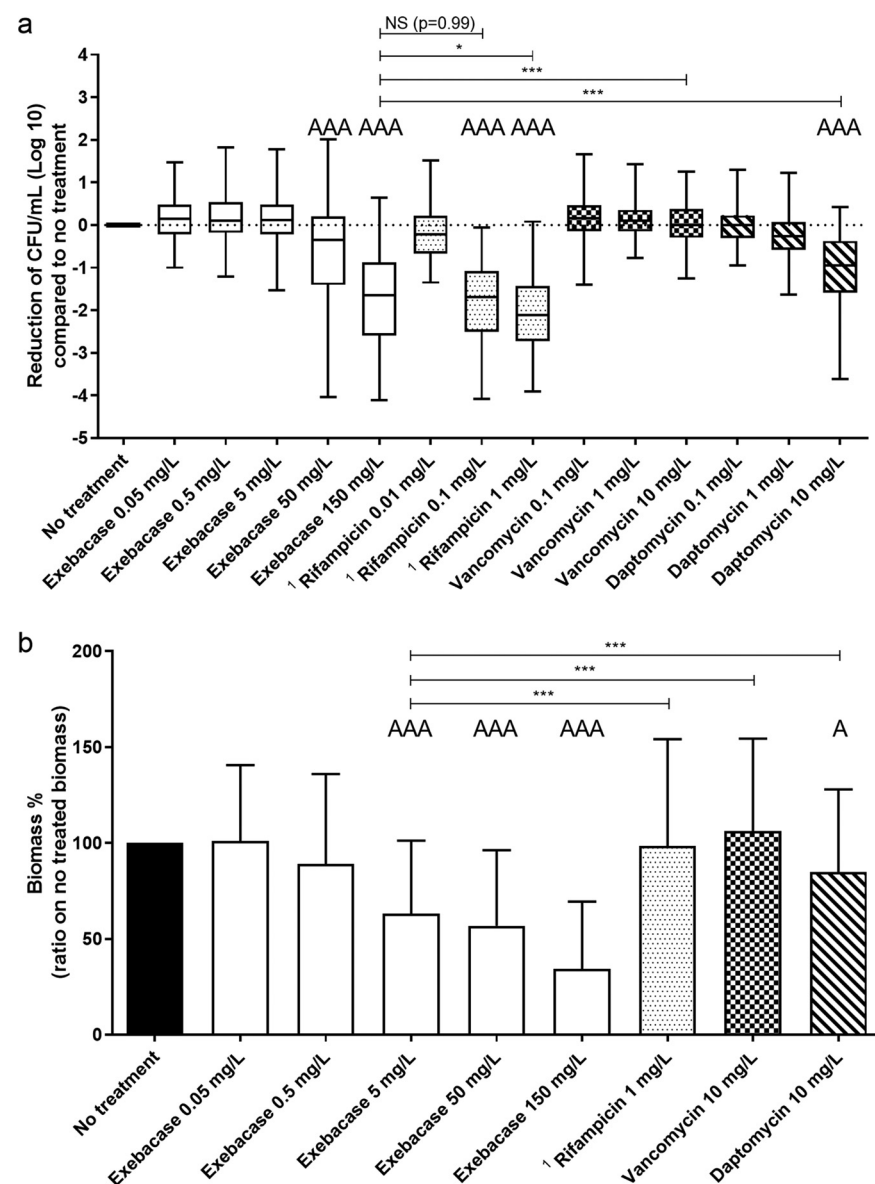 a
NS (p=0.99)
*
***
***
AAA AAA AAA AAA AAA
Reduction of CFU/mL (Log 10)
compared to no treatment
4
3
2
1
0
-1
-2
-3
-4
-5
No treatment
Exebacase 0.05 mg/L
Exebacase 0.5 mg/L
Exebacase 5 mg/L
Exebacase 50 mg/L
Exebacase 150 mg/L
1 Rifampicin 0.01 mg/L
1 Rifampicin 0.1 mg/L
1 Rifampicin 1 mg/L
Vancomycin 0.1 mg/L
Vancomycin 1 mg/L
Vancomycin 10 mg/L
Daptomycin 0.1 mg/L
Daptomycin 1 mg/L
Daptomycin 10 mg/L
b
***
***
***
AAA AAA AAA A
Biomass %
(ratio on no treated biomass)
200
150
100
50
0
No treatment
Exebacase 0.05 mg/L
Exebacase 0.5 mg/L
Exebacase 5 mg/L
Exebacase 50 mg/L
Exebacase 150 mg/L
1 Rifampicin 1 mg/L
Vancomycin 10 mg/L
Daptomycin 10 mg/L